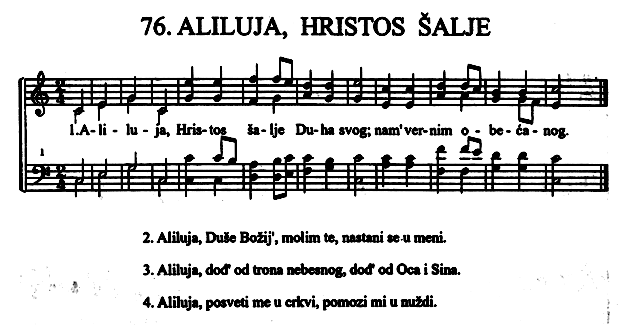 76. ALILUJA, HRISTOS ŠALJE
1.A - li - lu - ja, Hris-tos ša-lje Du-ha svog; nam' ver-nim o - be - ća - nog.
1
2. Aliluja, Duše Božij', molim te, nastani se u meni.
3. Aliluja, dođ' od trona nebesnog, dođ' od Oca i Sina.
4. Aliluja, posveti me u crkvi, pomozi mi u nuždi.